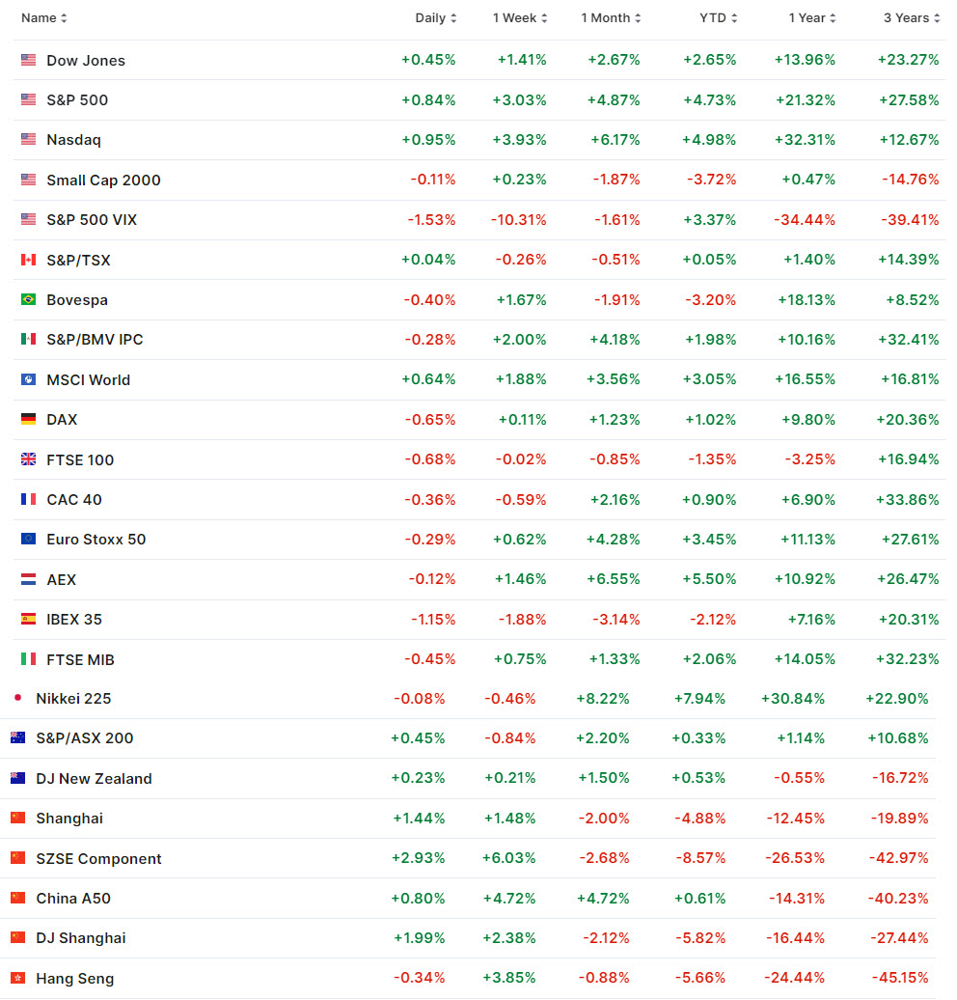 Name Daily 1 Week 1 Month YTD 1 Year 3 Years
Dow Jones +0.45% +1.41% +2.67% +2.65% +13.96% +23.27%
S&P 500 +0.84% +3.03% +4.87% +4.73% +21.32% +27.58%
Nasdaq +0.95% +3.93% +6.17% +4.98% +32.31% +12.67%
Small Cap 2000 -0.11% +0.23% -1.87% -3.72% +0.47% -14.76%
S&P 500 VIX -1.53% -10.31% -1.61% +3.37% -34.44% -39.41%
S&P/TSX +0.04% -0.26% -0.51% +0.05% +1.40% +14.39%
Bovespa -0.40% +1.67% -1.91% -3.20% +18.13% +8.52%
S&P/BMV IPC -0.28% +2.00% +4.18% +1.98% +10.16% +32.41%
MSCI World +0.64% +1.88% +3.56% +3.05% +16.55% +16.81%
DAX -0.65% +0.11% +1.23% +1.02% +9.80% +20.36%
FTSE 100 -0.68% -0.02% -0.85% -1.35% -3.25% +16.94%
CAC 40 -0.36% -0.59% +2.16% +0.90% +6.90% +33.86%
Euro Stoxx 50 -0.29% +0.62% +4.28% +3.45% +11.13% +27.61%
AEX -0.12% +1.46% +6.55% +5.50% +10.92% +26.47%
IBEX 35 -1.15% -1.88% -3.14% -2.12% +7.16% +20.31%
FTSE MIB -0.45% +0.75% +1.33% +2.06% +14.05% +32.23%
Nikkei 225 -0.08% -0.46% +8.22% +7.94% +30.84% +22.90%
S&P/ASX 200 +0.45% -0.84% +2.20% +0.33% +1.14% +10.68%
DJ New Zealand +0.23% +0.21% +1.50% +0.53% -0.55% -16.72%
Shanghai +1.44% +1.48% -2.00% -4.88% -12.45% -19.89%
SZSE Component +2.93% +6.03% -2.68% -8.57% -26.53% -42.97%
China A50 +0.80% +4.72% +4.72% +0.61% -14.31% -40.23%
DJ Shanghai +1.99% +2.38% -2.12% -5.82% -16.44% -27.44%
Hang Seng -0.34% +3.85% -0.88% -5.66% -24.44% -45.15%